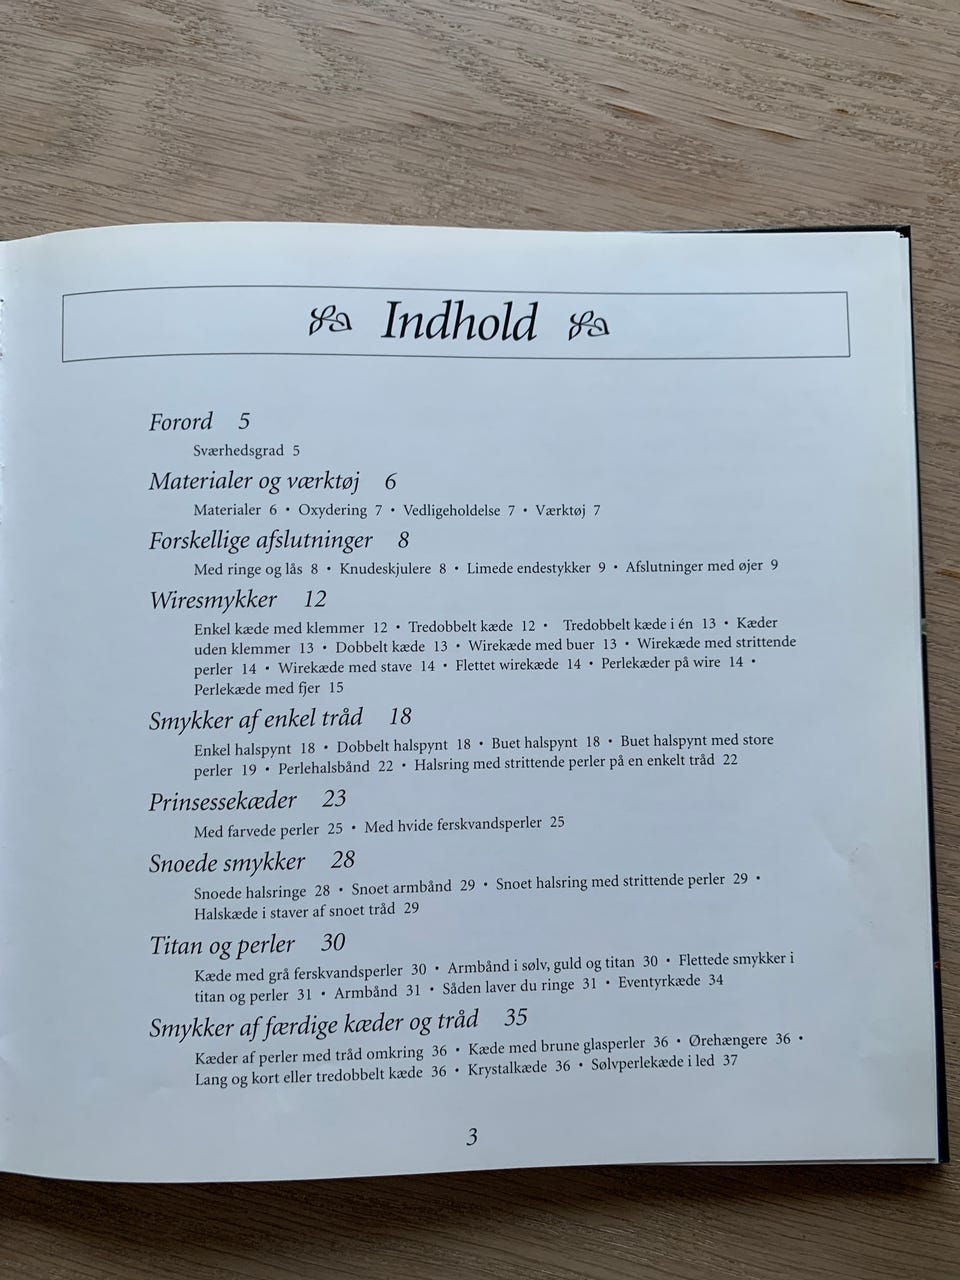 Indhold
Forord 5
Sværhedsgrad 5
Materialer og værktøj 6
Materialer 6 • Oxydering 7 • Vedligeholdelse 7 • Værktøj 7
Forskellige afslutninger 8
Med ringe og lås 8 • Knudeskjulere 8 • Limede endestykker 9 • Afslutninger med øjer 9
Wiresmykker 12
Enkel kæde med klemmer 12 • Tredobbelt kæde 12 • Tredobbelt kæde i én 13 • Kæder
uden klemmer 13 • Dobbelt kæde 13 • Wirekæde med buer 13 • Wirekæde med strittende
perler 14 • Wirekæde med stave 14 • Flettet wirekæde 14 • Perlekæder på wire 14 •
Perlekæde med fjer 15
Smykker af enkel tråd 18
Enkel halspynt 18 • Dobbelt halspynt 18 • Buet halspynt 18 • Buet halspynt med store
perler 19 • Perlehalsbånd 22 • Halsring med strittende perler på en enkelt tråd 22
Prinsessekæder 23
Med farvede perler 25 • Med hvide ferskvandsperler 25
Snoede smykker 28
Snoede halsringe 28 • Snoet armbånd 29 • Snoet halsring med strittende perler 29 •
Halskæde i staver af snoet tråd 29
Titan og perler 30
Kæde med grå ferskvandsperler 30 • Armbånd i sølv, guld og titan 30 • Flettede smykker i
titan og perler 31 • Armbånd 31 • Såden laver du ringe 31 • Eventyrkæde 34
Smykker af færdige kæder og tråd 35
Kæder af perler med tråd omkring 36 • Kæde med brune glasperler 36 • Ørehængere 36 •
Lang og kort eller tredobbelt kæde 36 • Krystalkæde 36 • Sølvperlekæde i led 37
3